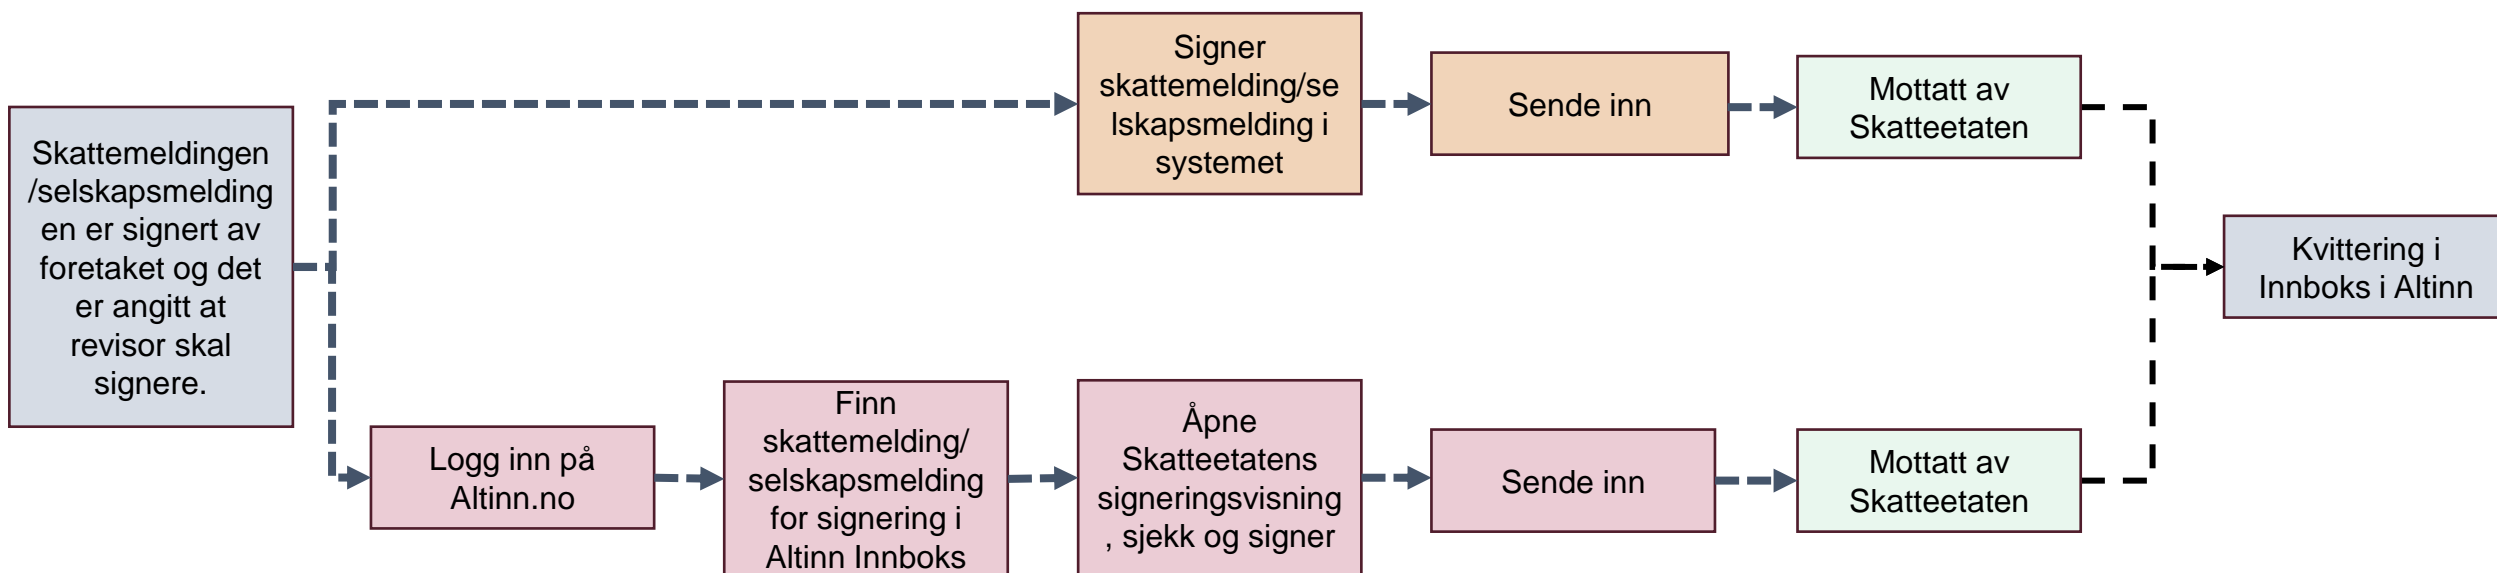 Skattemeldingen
/selskapsmelding
en er signert av
foretaket og det
er angitt at
revisor skal
signere.
Signer
skattemelding/se
lskapsmelding i
systemet
Sende inn
Mottatt av
Skatteetaten
Logg inn på
Altinn.no
Finn
skattemelding/
selskapsmelding
for signering i
Altinn Innboks
Åpne
Skatteetatens
signeringsvisning
, sjekk og signer
Sende inn
Mottatt av
Skatteetaten
Kvittering i
Innboks i Altinn